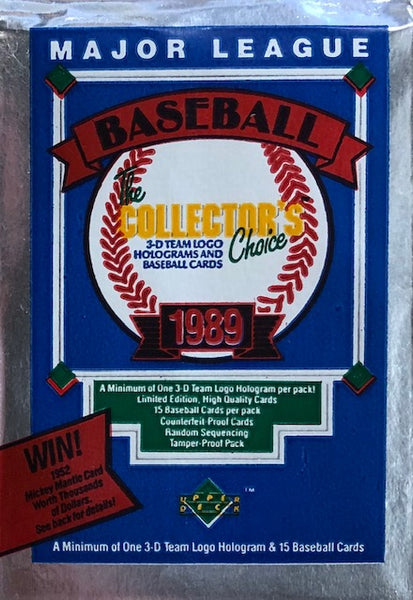 MAJOR LEAGUE
BASEBALL
The
COLLECTOR'S
Choice
3-D TEAM LOGO
HOLOGRAMS AND
BASEBALL CARDS
1989
A Minimum of One 3-D Team Logo Hologram per pack!
Limited Edition, High Quality Cards
15 Baseball Cards per pack
Counterfeit-Proof Cards
Random Sequencing
Tamper-Proof Pack
WIN!
1952
Mickey Mantle Card
Worth Thousands
of Dollars.
See back for details!
UPPER
DECK
TM
A Minimum of One 3-D Team Logo Hologram & 15 Baseball Cards